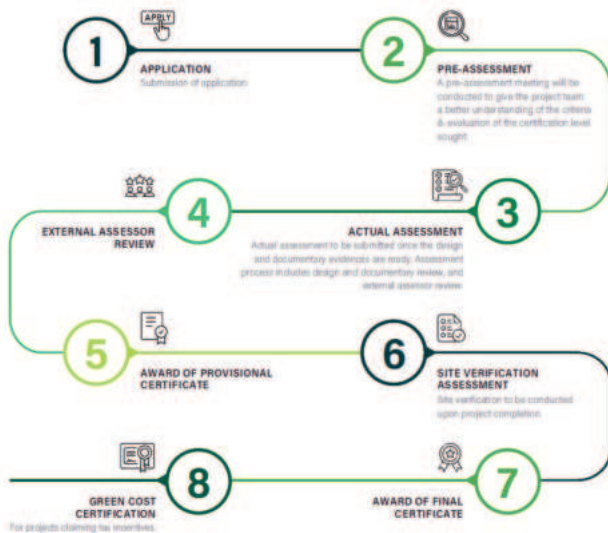 APPLY
1
APPLICATION
Submission of application
2
PRE-ASSESSMENT
A pre-assessment meeting will be
conducted to give the project team
a better understanding of the criteria
& evaluation of the certification level
sought
3
ACTUAL ASSESSMENT
Actual assessment to be submitted once the design
and documentary evidences are ready. Assessment
process includes design and documentary review, and
external assessor review
4
EXTERNAL ASSESSOR
REVIEW
5
AWARD OF PROVISIONAL
CERTIFICATE
6
SITE VERIFICATION
ASSESSMENT
Site verification to be conducted
upon project completion
7
AWARD OF FINAL
CERTIFICATE
8
GREEN COST
CERTIFICATION
For projects claiming tax incentives.